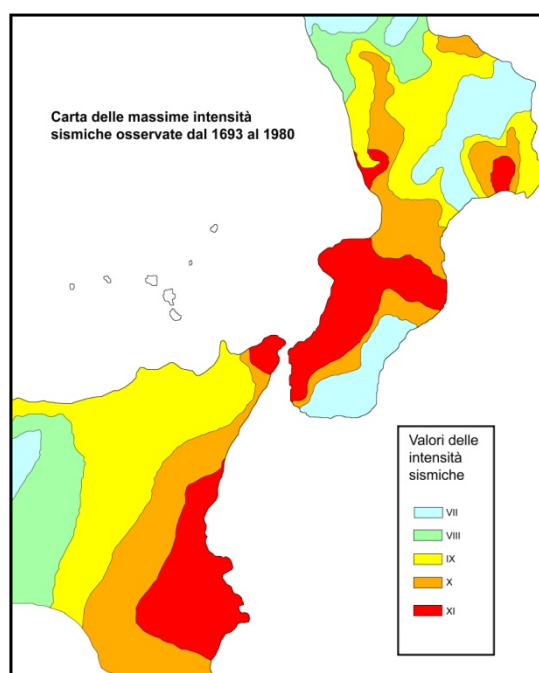 Carta delle massime intensità
sismiche osservate dal 1693 al 1980
Valori delle
intensità
sismiche
VII
VIII
IX
X
XI